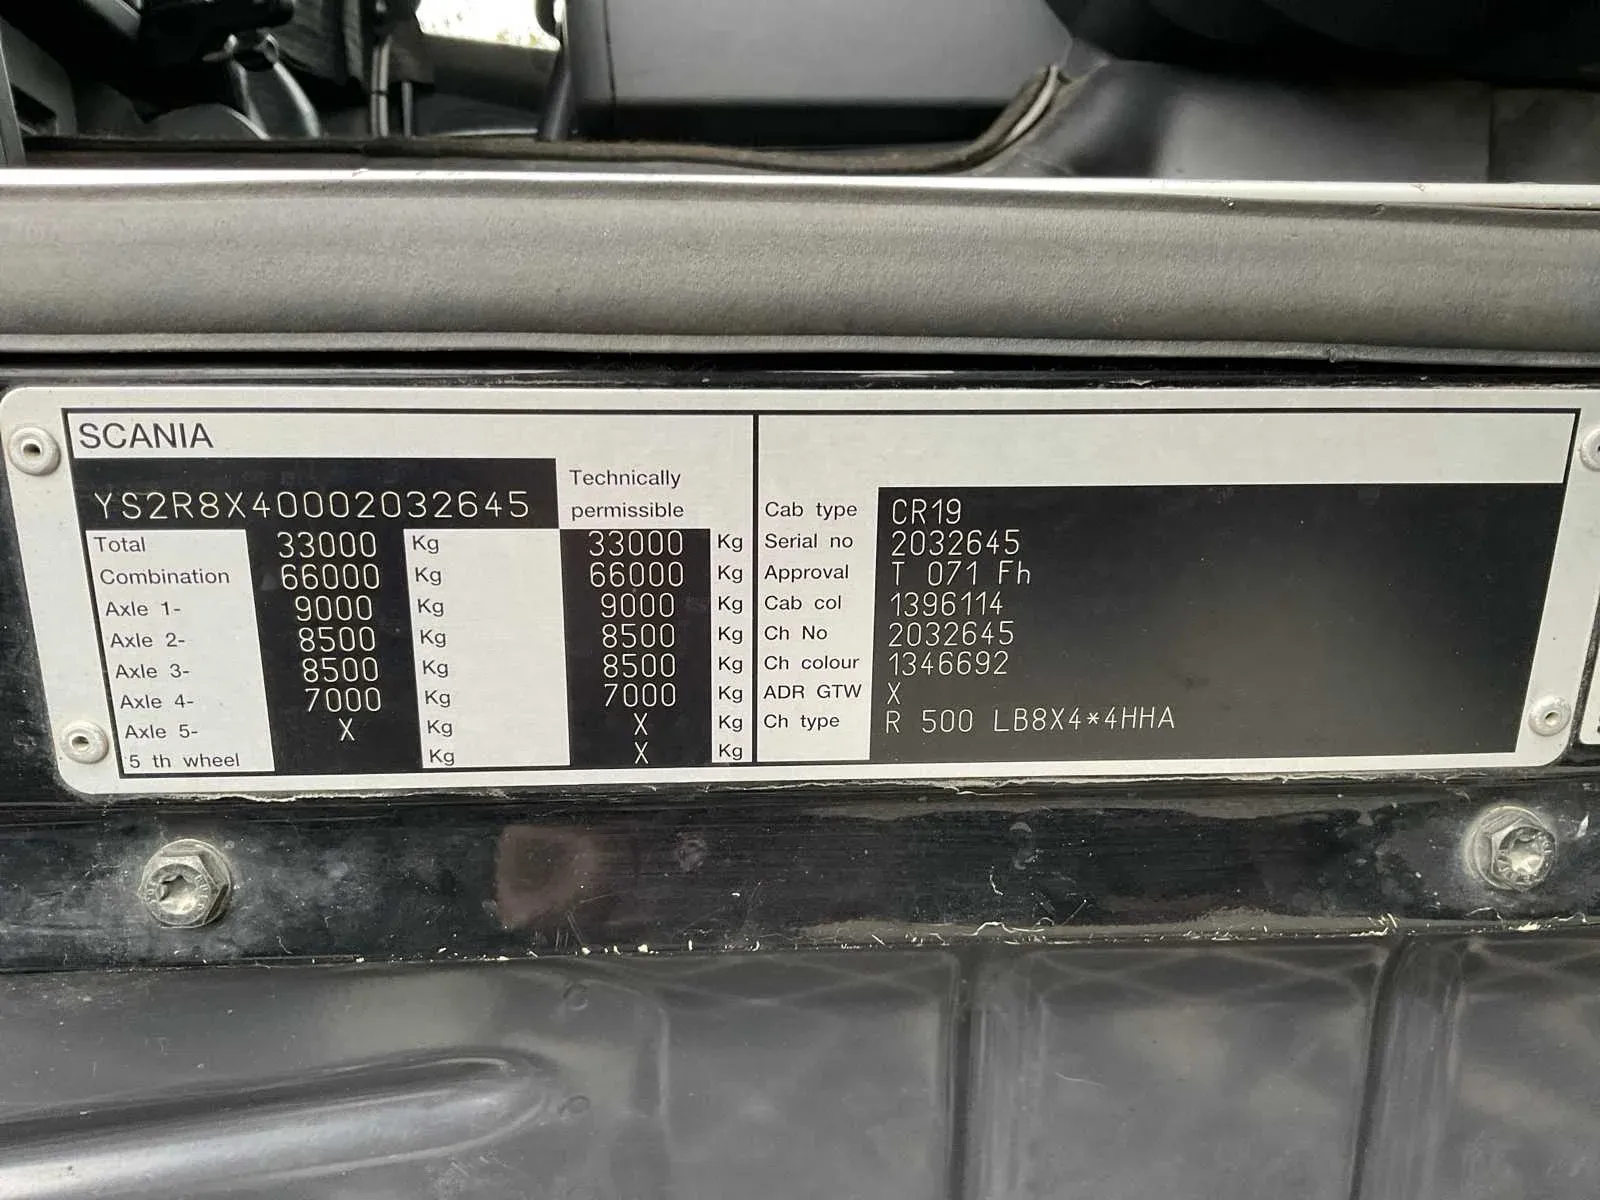 SCANIA
YS2R8X40002032645
Technically
permissible
Total 33000 Kg 33000 Kg
Combination 66000 Kg 66000 Kg
Axle 1- 9000 Kg 9000 Kg
Axle 2- 8500 Kg 8500 Kg
Axle 3- 8500 Kg 8500 Kg
Axle 4- 7000 Kg 7000 Kg
Axle 5- X Kg X Kg
5 th wheel Kg X Kg
Cab type CR19
Serial no 2032645
Approval T 071 Fh
Cab col 1396114
Ch No 2032645
Ch colour 1346692
ADR GTW X
Ch type R 500 LB8X4*4HHA